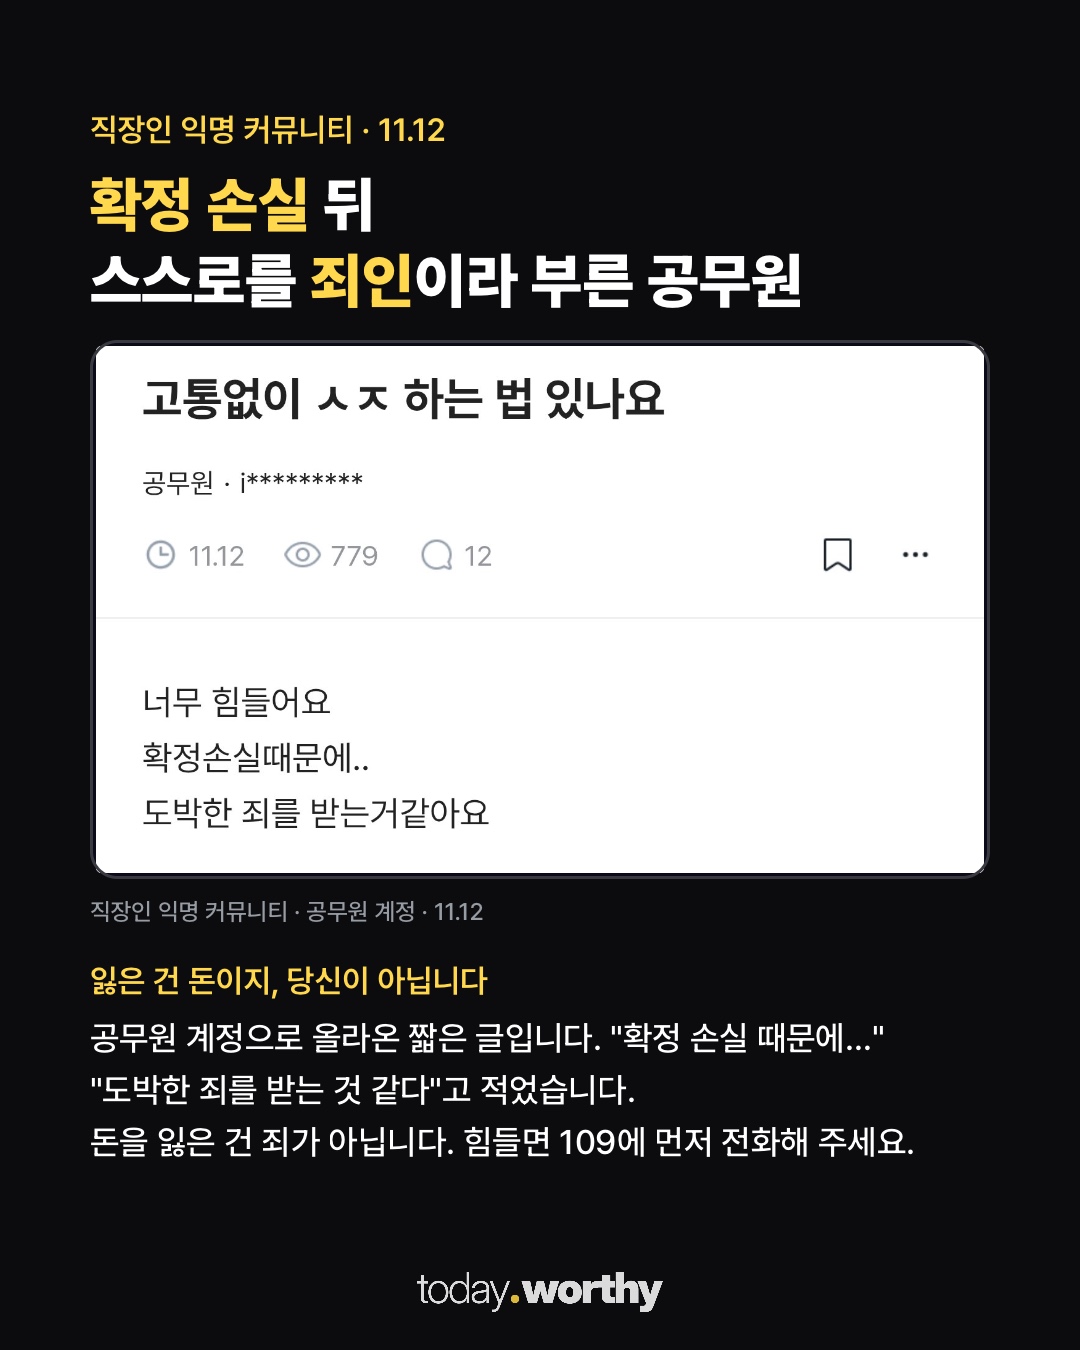 직장인 익명 커뮤니티 · 11.12
확정 손실 뒤
스스로를 죄인이라 부른 공무원
고통없이 ㅅㅈ 하는 법 있나요
공무원 · i*********
11.12 779 12
너무 힘들어요
확정손실때문에..
도박한 죄를 받는거같아요
직장인 익명 커뮤니티 · 공무원 계정 · 11.12
잃은 건 돈이지, 당신이 아닙니다
공무원 계정으로 올라온 짧은 글입니다. "확정 손실 때문에..."
"도박한 죄를 받는 것 같다"고 적었습니다.
돈을 잃은 건 죄가 아닙니다. 힘들면 109에 먼저 전화해 주세요.
today.worthy